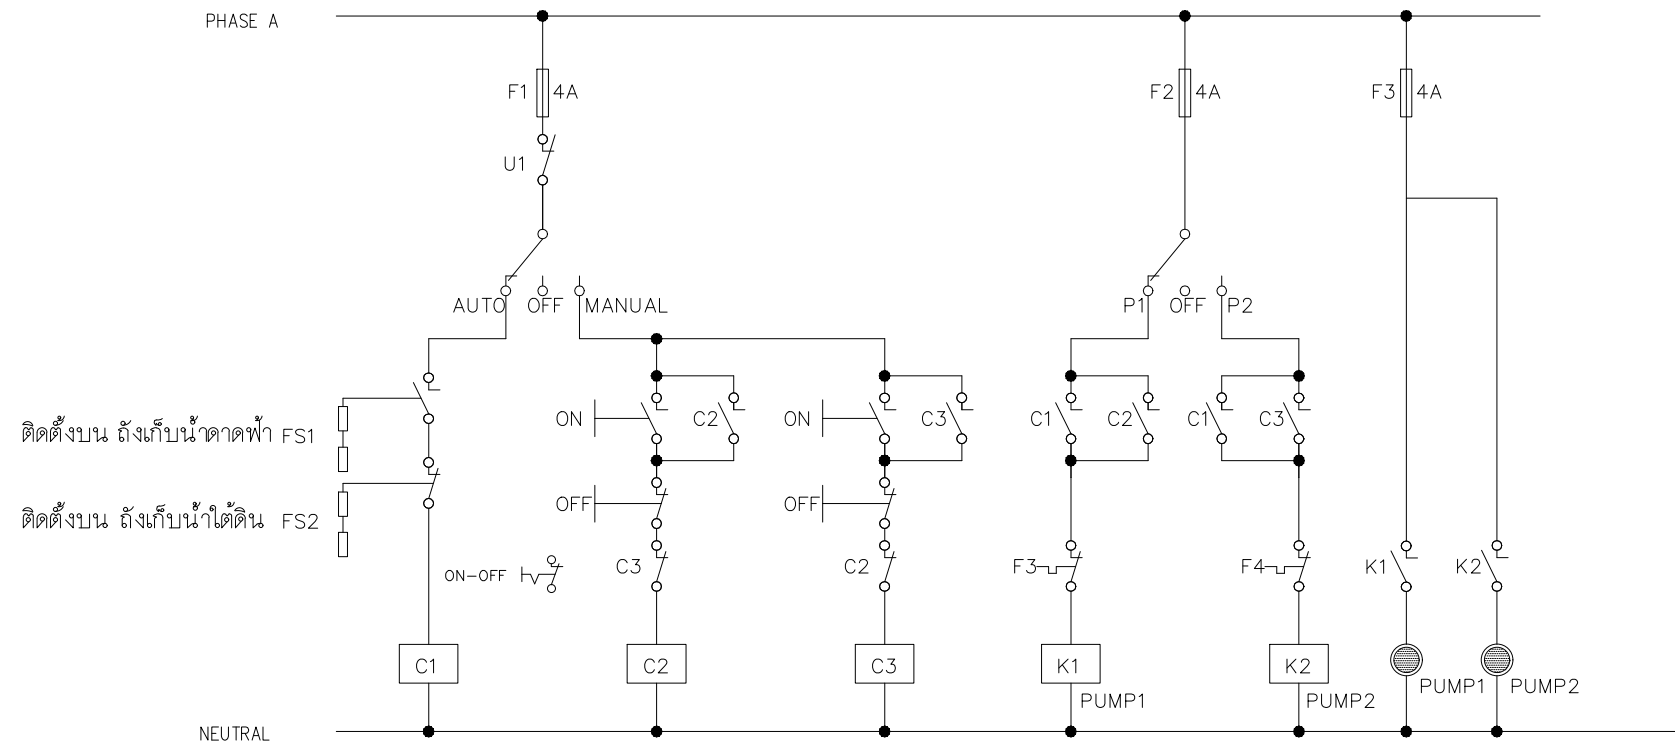 PHASE A
F1 4A
F2 4A
F3 4A
U1
AUTO OFF MANUAL
P1 OFF P2
ติดตั้งบน ถังเก็บน้ำดาดฟ้า FS1
ON C2
ON C3
C1 C2
C1 C3
ติดตั้งบน ถังเก็บน้ำใต้ดิน FS2
OFF
OFF
ON-OFF
C3
C2
F3
F4
K1
K2
C1
C2
C3
K1
K2
PUMP1
PUMP2
PUMP1
PUMP2
NEUTRAL